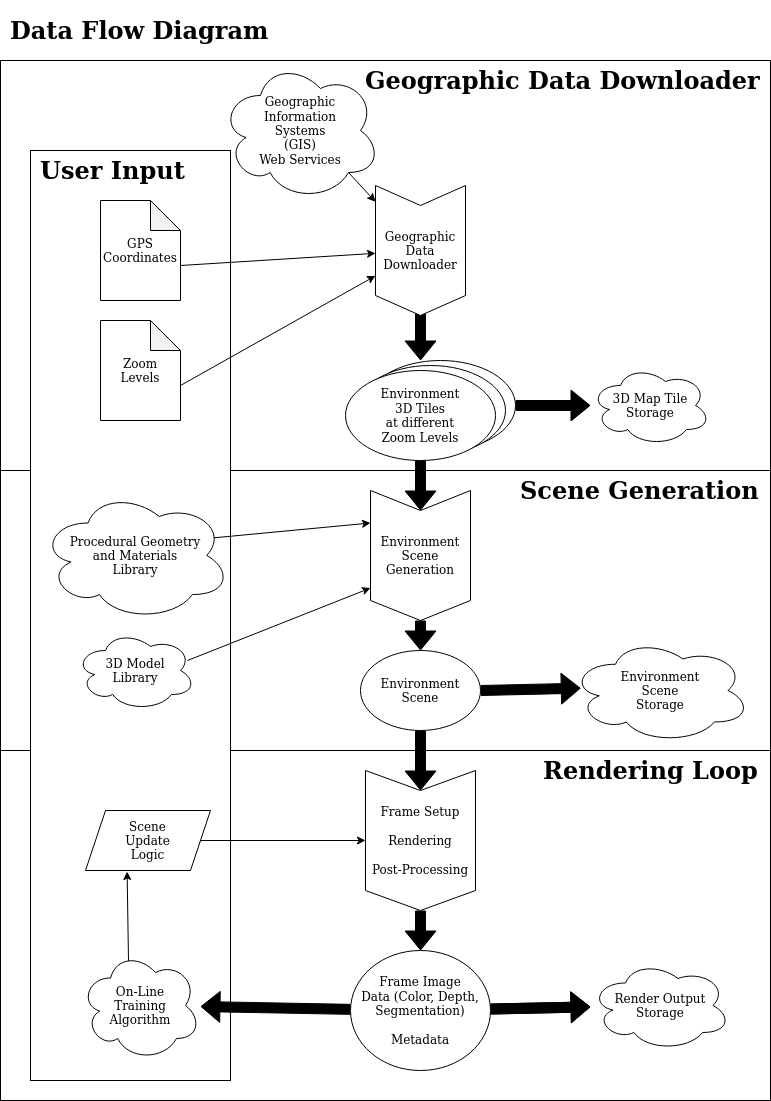 Data Flow Diagram
Geographic Data Downloader
Geographic
Information
Systems
(GIS)
Web Services
User Input
GPS
Coordinates
Geographic
Data
Downloader
Zoom
Levels
Environment
3D Tiles
at different
Zoom Levels
3D Map Tile
Storage
Scene Generation
Procedural Geometry
and Materials
Library
Environment
Scene
Generation
3D Model
Library
Environment
Scene
Environment
Scene
Storage
Rendering Loop
Scene
Update
Logic
Frame Setup
Rendering
Post-Processing
On-Line
Training
Algorithm
Frame Image
Data (Color, Depth,
Segmentation)
Metadata
Render Output
Storage